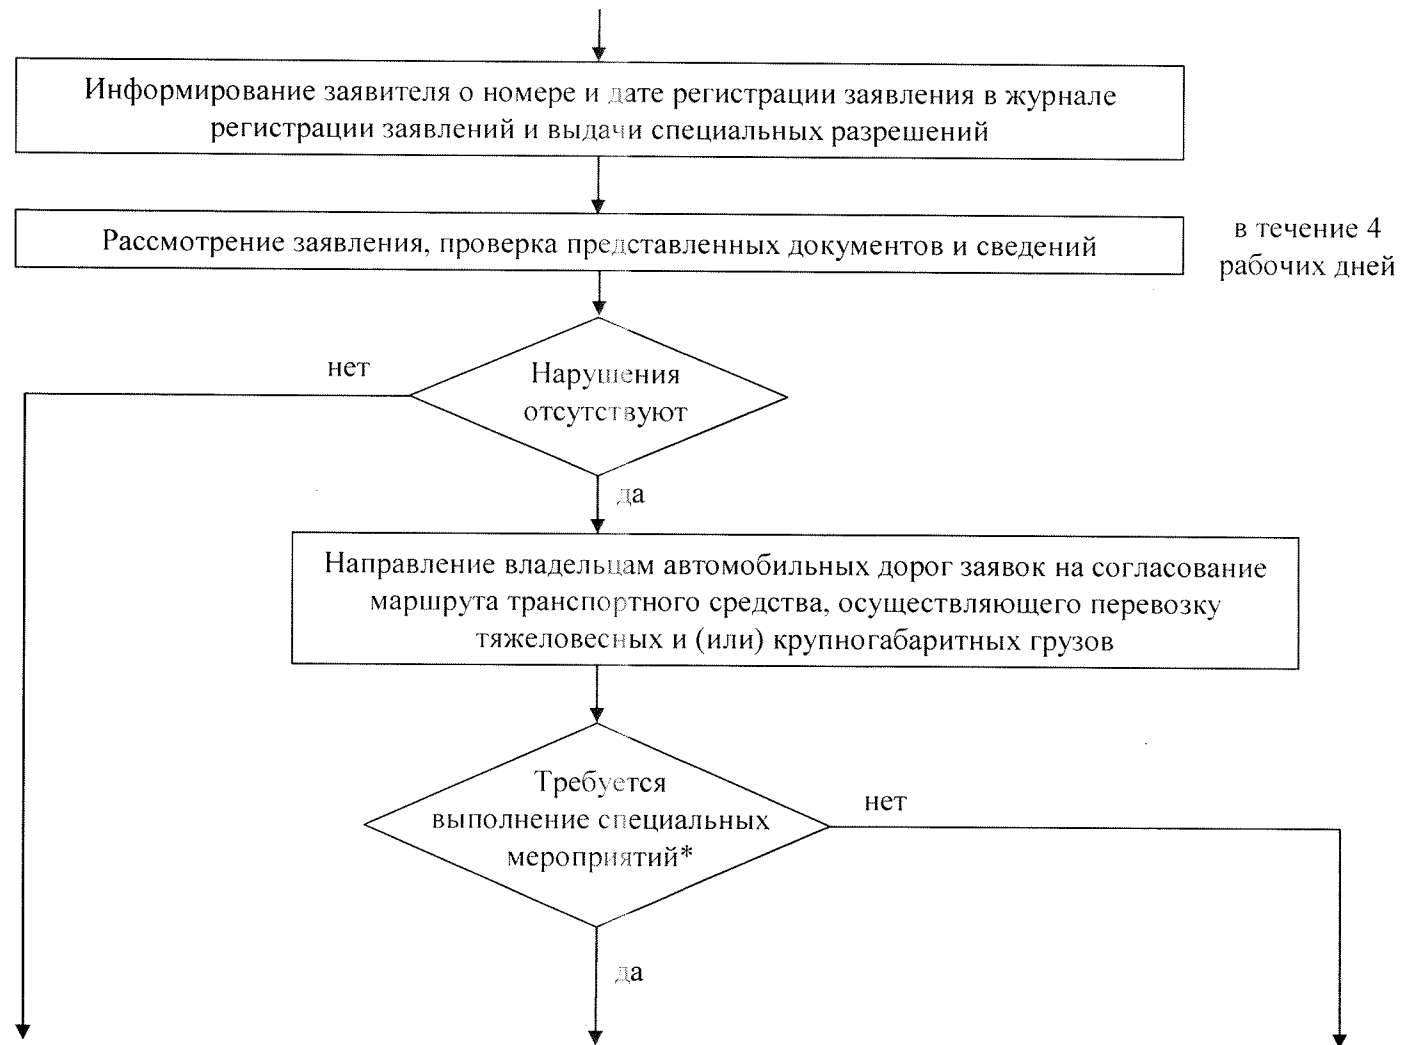 Информирование заявителя о номере и дате регистрации заявления в журнале
регистрации заявлений и выдачи специальных разрешений
Рассмотрение заявления, проверка представленных документов и сведений
в течение 4
рабочих дней
Нарушения
отсутствуют
нет
да
Направление владельцам автомобильных дорог заявок на согласование
маршрута транспортного средства, осуществляющего перевозку
тяжеловесных и (или) крупногабаритных грузов
Требуется
выполнение специальных
мероприятий*
нет
да